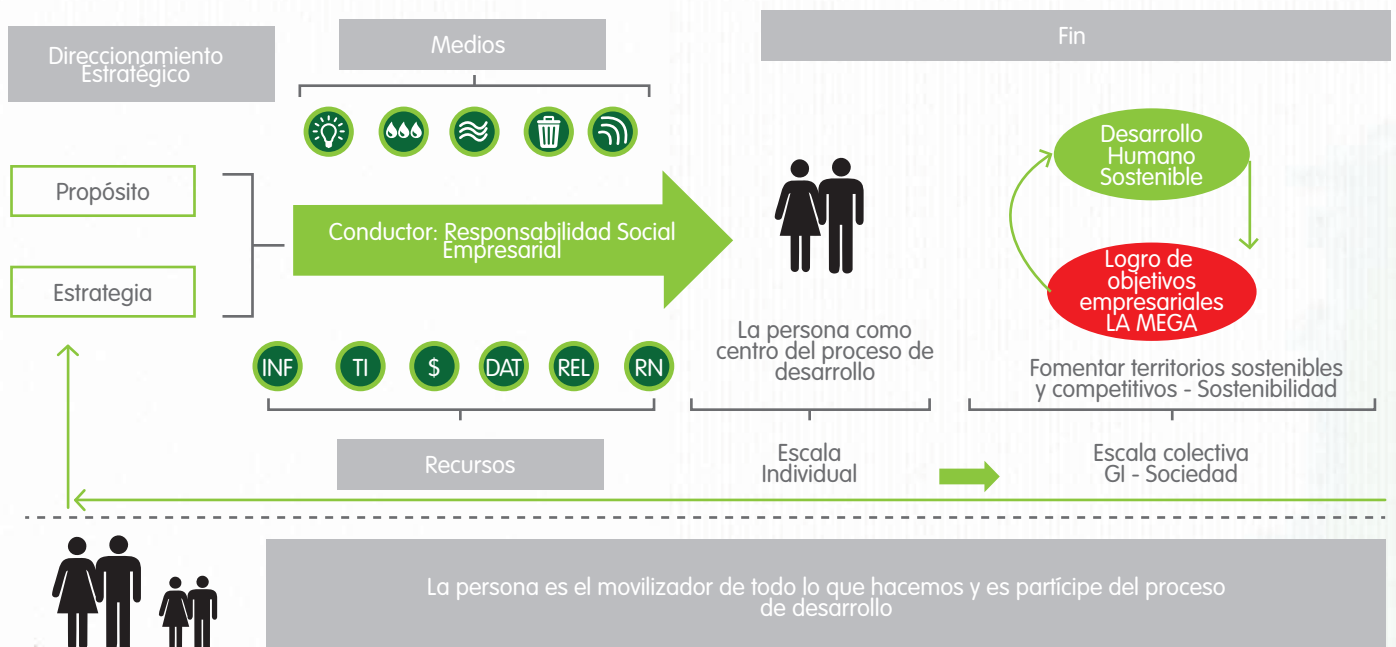 Direccionamiento
Estratégico
Medios
Fin
Propósito
Estrategia
Conductor: Responsabilidad Social
Empresarial
INF
TI
$
DAT
REL
RN
Recursos
La persona como
centro del proceso de
desarrollo
Escala
Individual
Desarrollo
Humano
Sostenible
Logro de
objetivos
empresariales
LA MEGA
Fomentar territorios sostenibles
y competitivos - Sostenibilidad
Escala colectiva
GI - Sociedad
La persona es el movilizador de todo lo que hacemos y es partícipe del proceso
de desarrollo